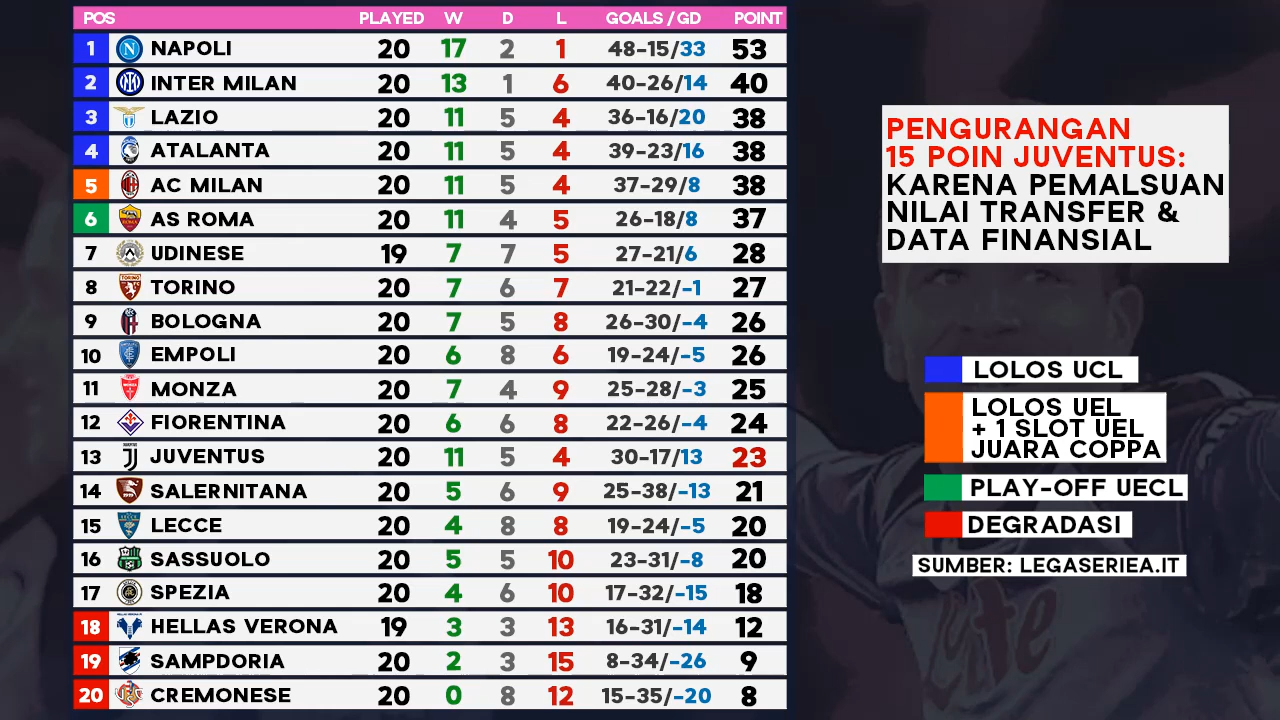 POS PLAYED W D L GOALS / GD POINT
1 NAPOLI 20 17 2 1 48-15/33 53
2 INTER MILAN 20 13 1 6 40-26/14 40
3 LAZIO 20 11 5 4 36-16/20 38
4 ATALANTA 20 11 5 4 39-23/16 38
5 AC MILAN 20 11 5 4 37-29/8 38
6 AS ROMA 20 11 4 5 26-18/8 37
7 UDINESE 19 7 7 5 27-21/6 28
8 TORINO 20 7 6 7 21-22/-1 27
9 BOLOGNA 20 7 5 8 26-30/-4 26
10 EMPOLI 20 6 8 6 19-24/-5 26
11 MONZA 20 7 4 9 25-28/-3 25
12 FIORENTINA 20 6 6 8 22-26/-4 24
13 JUVENTUS 20 11 5 4 30-17/13 23
14 SALERNITANA 20 5 6 9 25-38/-13 21
15 LECCE 20 4 8 8 19-24/-5 20
16 SASSUOLO 20 5 5 10 23-31/-8 20
17 SPEZIA 20 4 6 10 17-32/-15 18
18 HELLAS VERONA 19 3 3 13 16-31/-14 12
19 SAMPDORIA 20 2 3 15 8-34/-26 9
20 CREMONESE 20 0 8 12 15-35/-20 8
PENGURANGAN
15 POIN JUVENTUS:
KARENA PEMALSUAN
NILAI TRANSFER &
DATA FINANSIAL
LOLOS UCL
LOLOS UEL
+ 1 SLOT UEL
JUARA COPPA
PLAY-OFF UECL
DEGRADASI
SUMBER: LEGASERIEA.IT